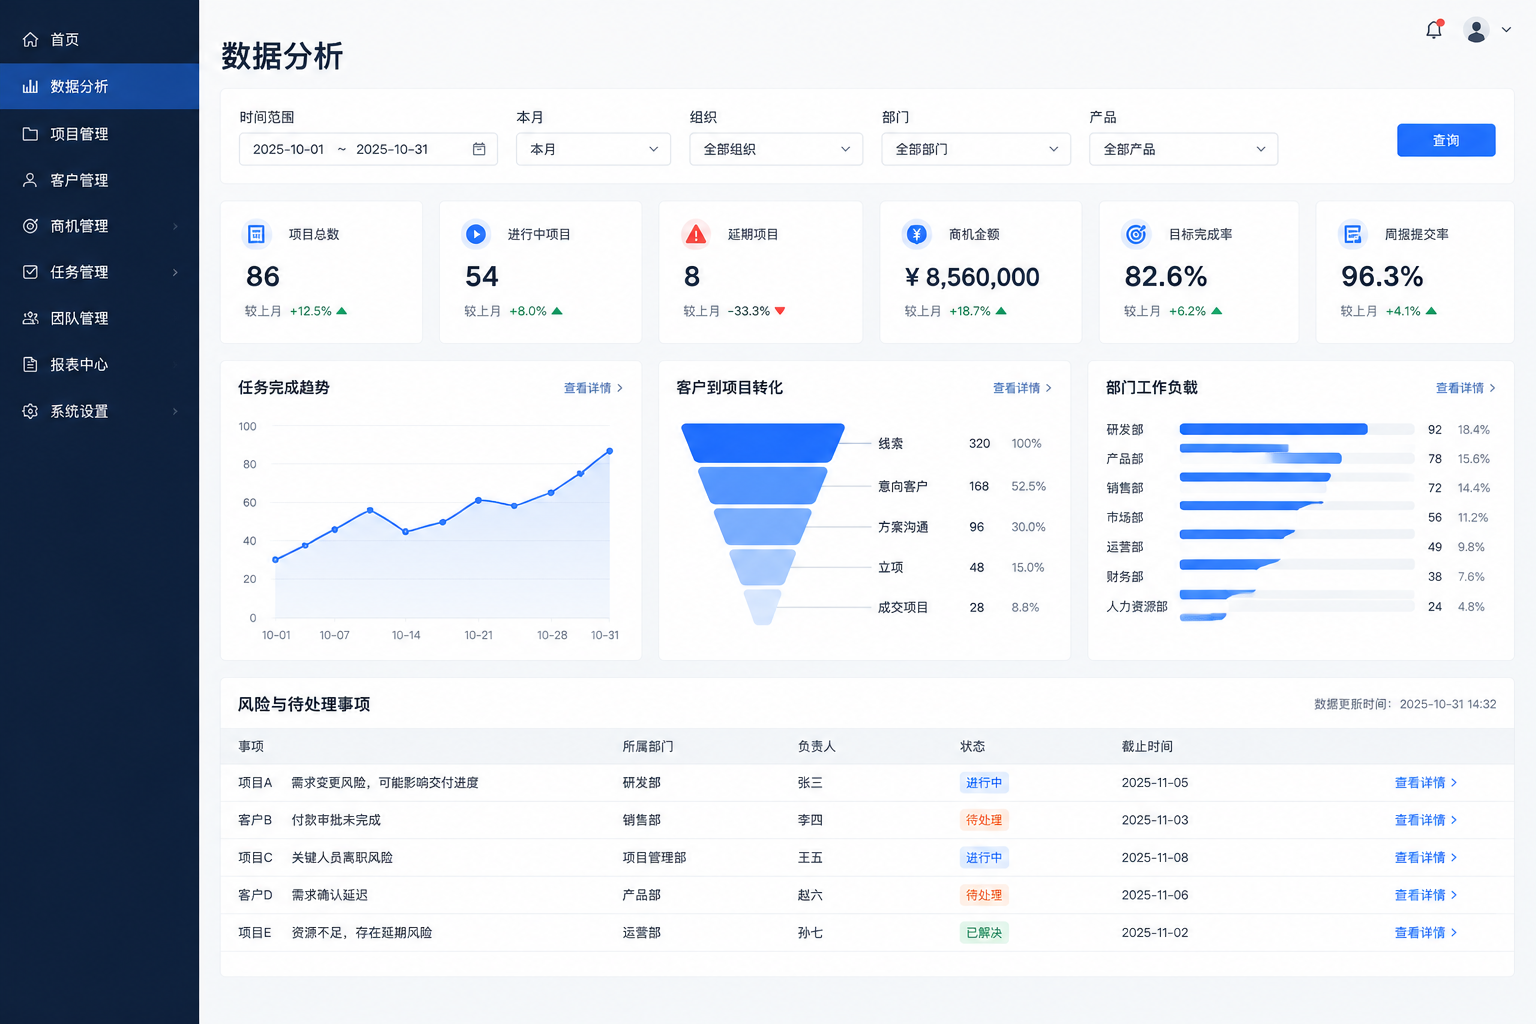 首页
数据分析
项目管理
客户管理
商机管理
任务管理
团队管理
报表中心
系统设置
数据分析
时间范围 本月 组织 部门 产品
2025-10-01 ~ 2025-10-31 本月 全部组织 全部部门 全部产品 查询
项目总数
86
较上月 +12.5%
进行中项目
54
较上月 +8.0%
延期项目
8
较上月 -33.3%
商机金额
¥ 8,560,000
较上月 +18.7%
目标完成率
82.6%
较上月 +6.2%
周报提交率
96.3%
较上月 +4.1%
任务完成趋势 查看详情
100
80
60
40
20
0
10-01 10-07 10-14 10-21 10-28 10-31
客户到项目转化 查看详情
线索 320 100%
意向客户 168 52.5%
方案沟通 96 30.0%
立项 48 15.0%
成交项目 28 8.8%
部门工作负载 查看详情
研发部 92 18.4%
产品部 78 15.6%
销售部 72 14.4%
市场部 56 11.2%
运营部 49 9.8%
财务部 38 7.6%
人力资源部 24 4.8%
风险与待处理事项 数据更新时间：2025-10-31 14:32
事项 所属部门 负责人 状态 截止时间
项目A 需求变更风险，可能影响交付进度 研发部 张三 进行中 2025-11-05 查看详情
客户B 付款审批未完成 销售部 李四 待处理 2025-11-03 查看详情
项目C 关键人员离职风险 项目管理部 王五 进行中 2025-11-08 查看详情
客户D 需求确认延迟 产品部 赵六 待处理 2025-11-06 查看详情
项目E 资源不足，存在延期风险 运营部 孙七 已解决 2025-11-02 查看详情